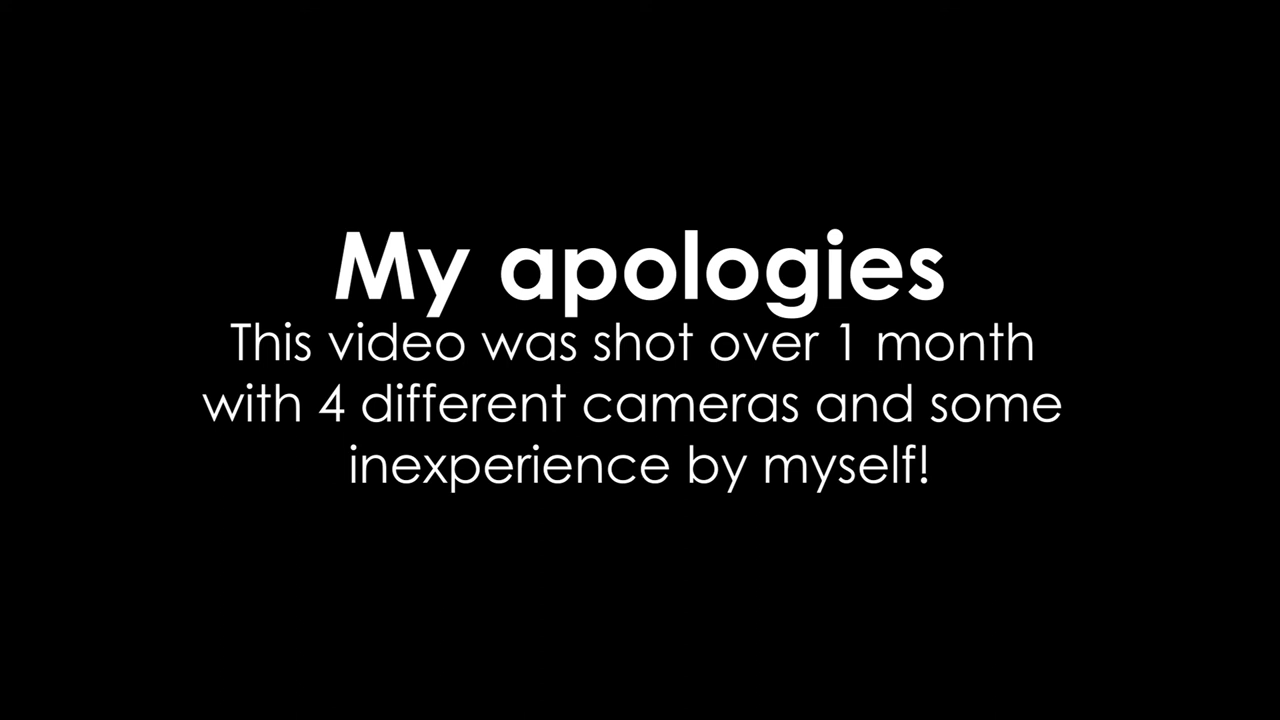 My apologies
This video was shot over 1 month
with 4 different cameras and some
inexperience by myself!